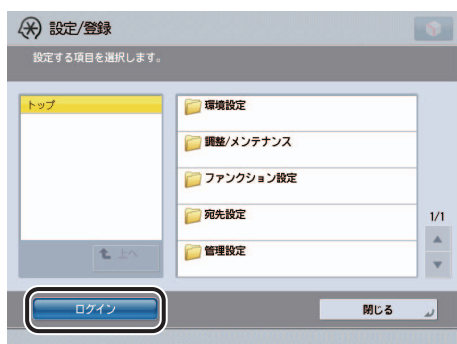 設定/登録
設定する項目を選択します。
トップ
環境設定
調整/メンテナンス
ファンクション設定
宛先設定
管理設定
1/1
上へ
ログイン
閉じる